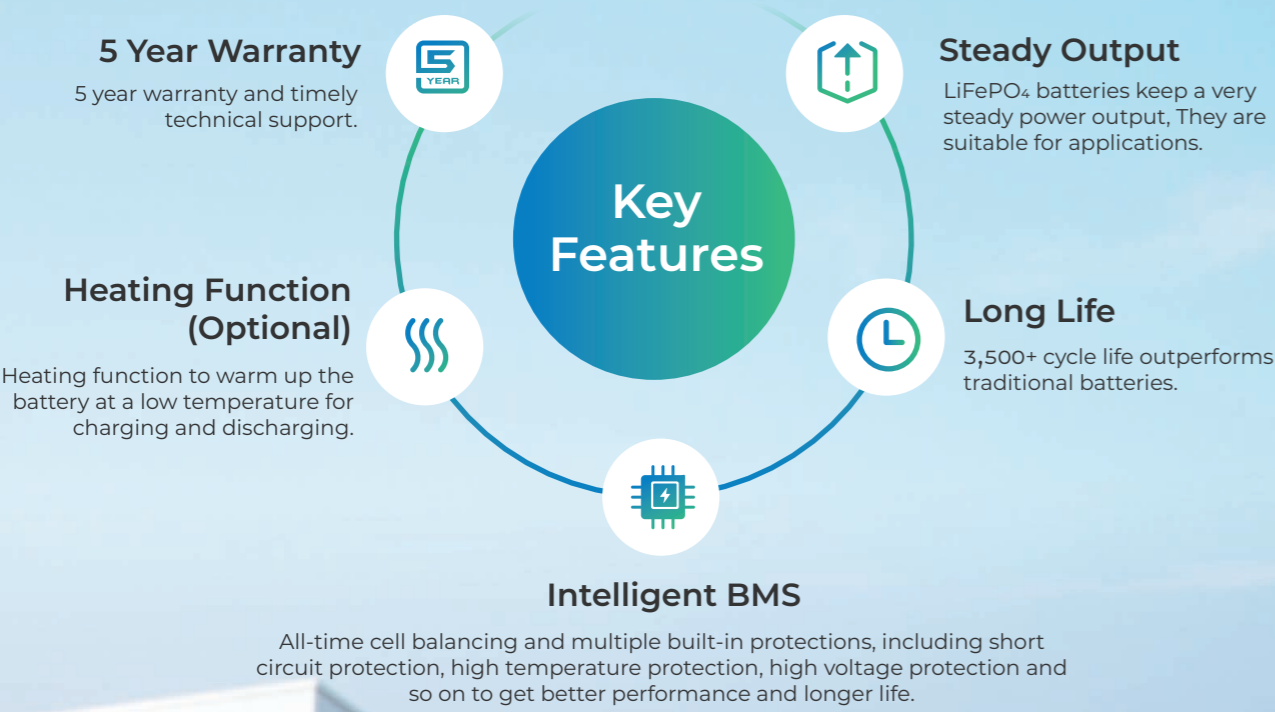 5 Year Warranty
5 year warranty and timely
technical support.
5
YEAR
Steady Output
LiFePO₄ batteries keep a very
steady power output, They are
suitable for applications.
Key
Features
Heating Function
(Optional)
Heating function to warm up the
battery at a low temperature for
charging and discharging.
Long Life
3,500+ cycle life outperforms
traditional batteries.
Intelligent BMS
All-time cell balancing and multiple built-in protections, including short
circuit protection, high temperature protection, high voltage protection and
so on to get better performance and longer life.